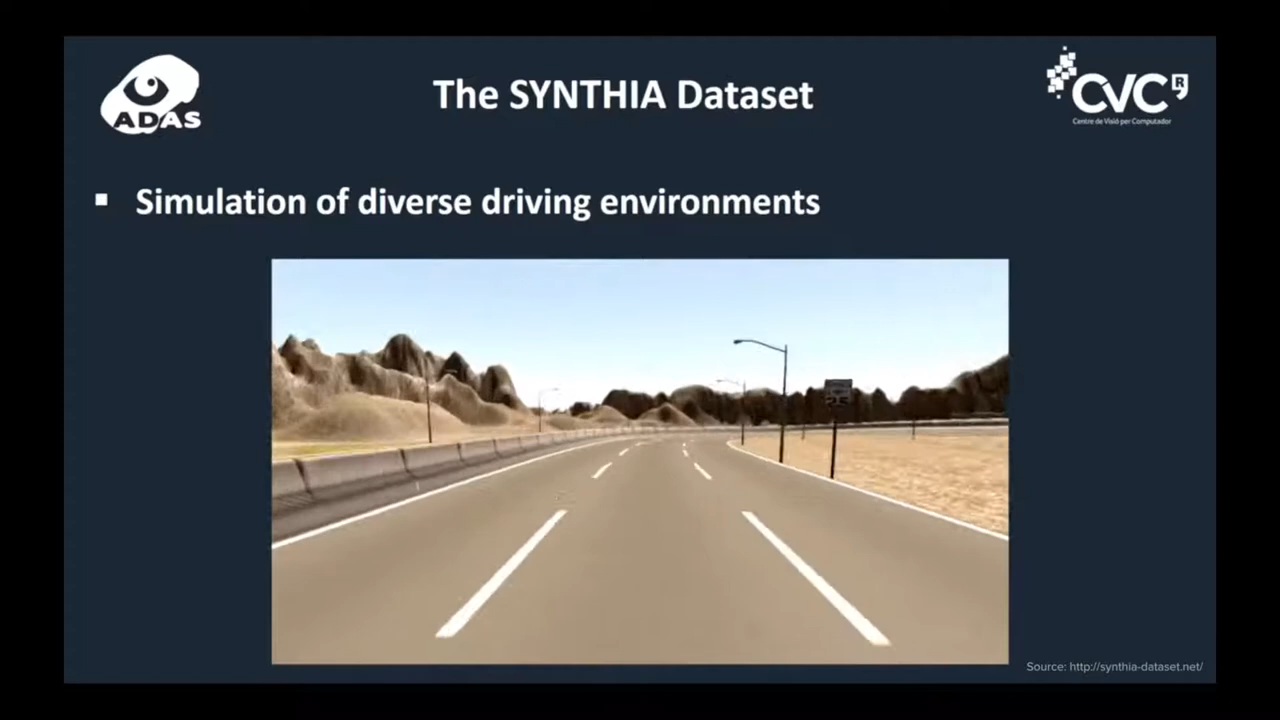 The SYNTHIA Dataset
ADAS
CVC
R
Centre de Visió per Computador
▪ Simulation of diverse driving environments
Source: http://synthia-dataset.net/